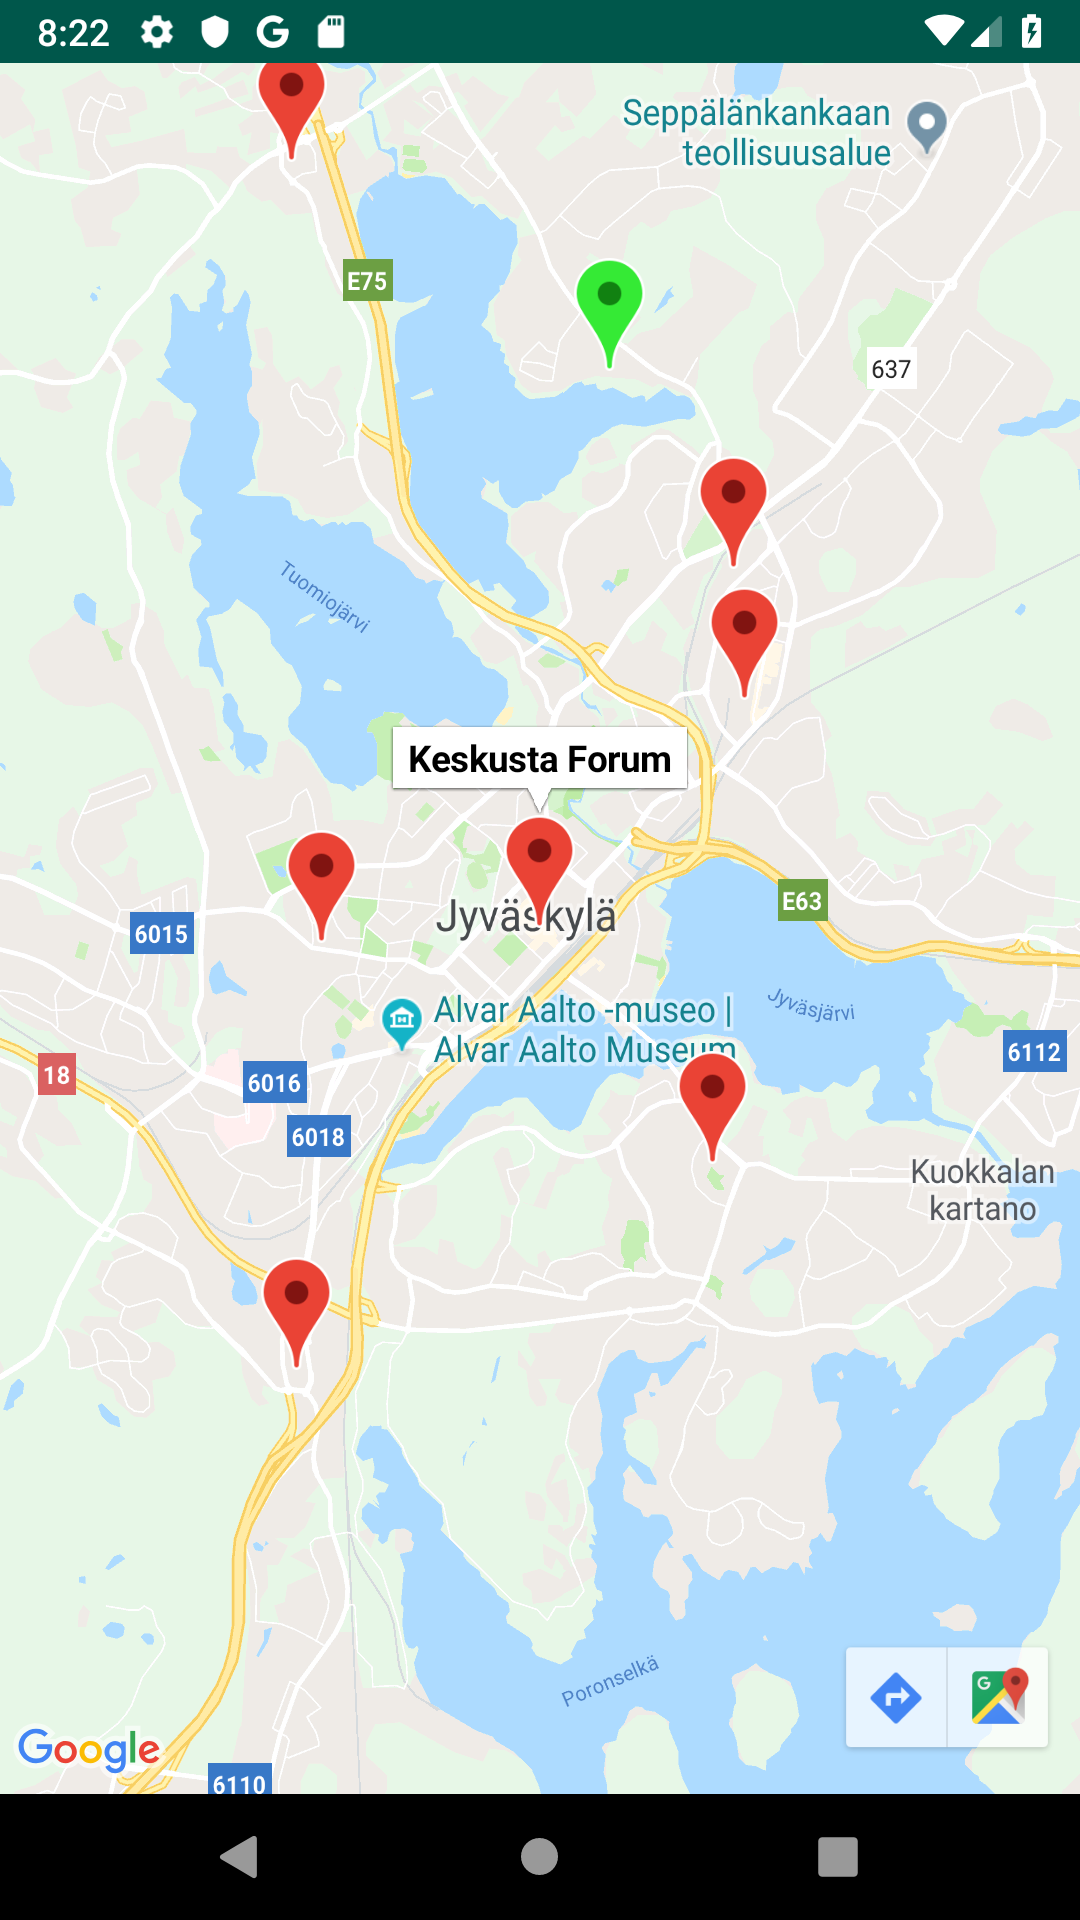 8:22
Seppälänkankaan
teollisuusalue
E75
637
Tuomiojärvi
Keskusta Forum
Jyväskylä
E63
6015
Jyväsjärvi
Alvar Aalto -museo |
Alvar Aalto Museum
6112
18
6016
6018
Kuokkalan
kartano
Poronselkä
G
Google
6110